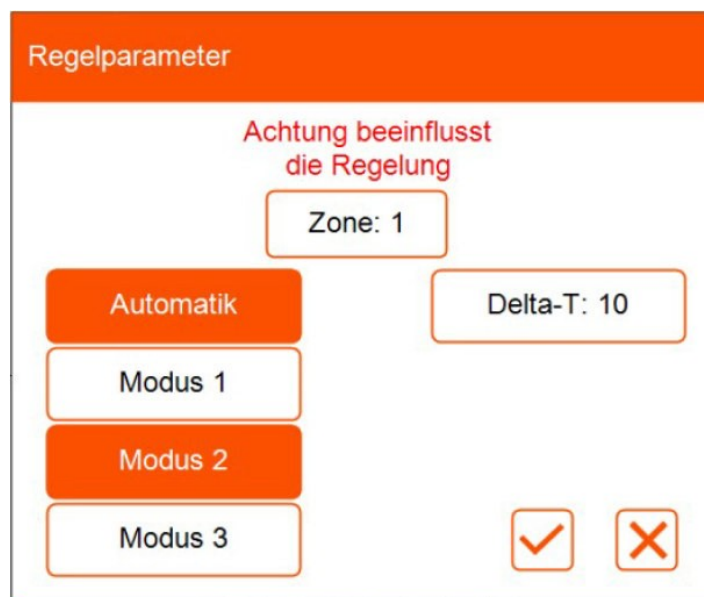 Regelparameter
Achtung beeinflusst
die Regelung
Zone: 1
Automatik
Delta-T: 10
Modus 1
Modus 2
Modus 3